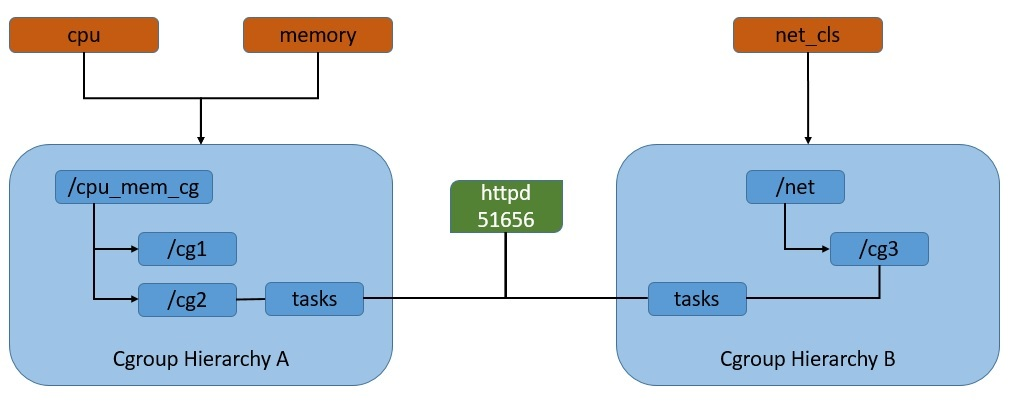 cpu
memory
net_cls
/cpu_mem_cg
/cg1
/cg2
tasks
Cgroup Hierarchy A
httpd
51656
/net
/cg3
tasks
Cgroup Hierarchy B